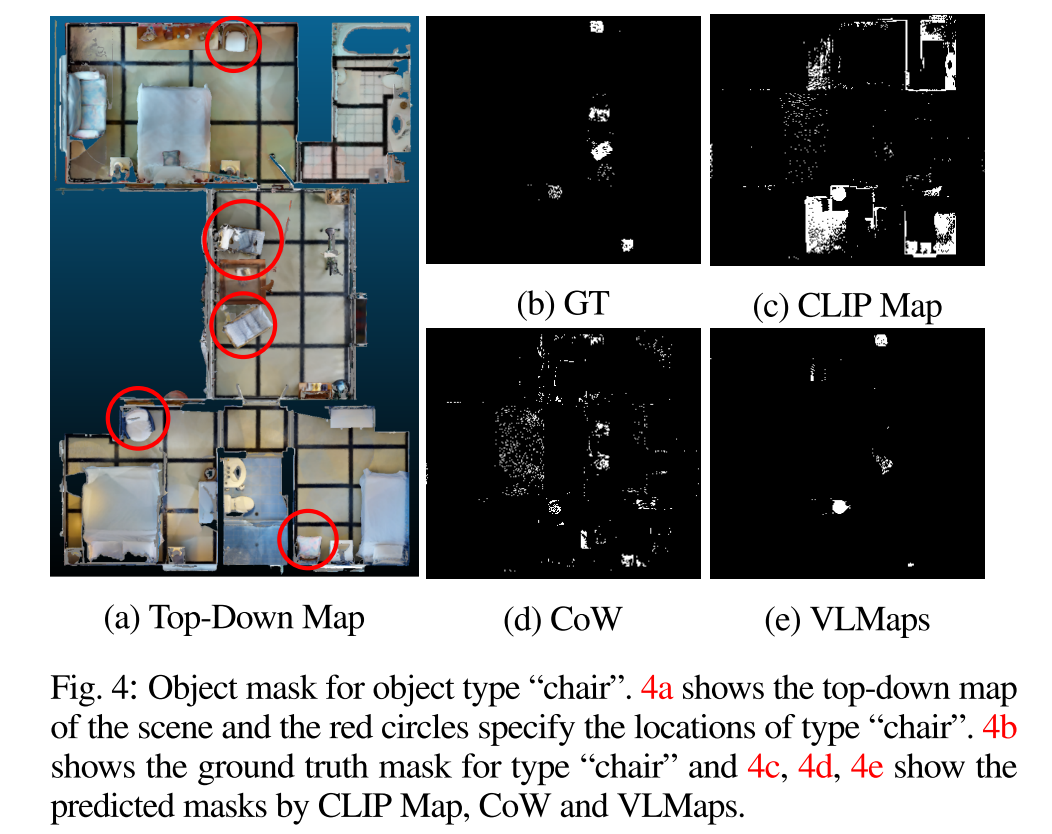 (a) Top-Down Map
(b) GT
(c) CLIP Map
(d) CoW
(e) VLMaps
Fig. 4: Object mask for object type “chair”. 4a shows the top-down map
of the scene and the red circles specify the locations of type “chair”. 4b
shows the ground truth mask for type “chair” and 4c, 4d, 4e show the
predicted masks by CLIP Map, CoW and VLMaps.